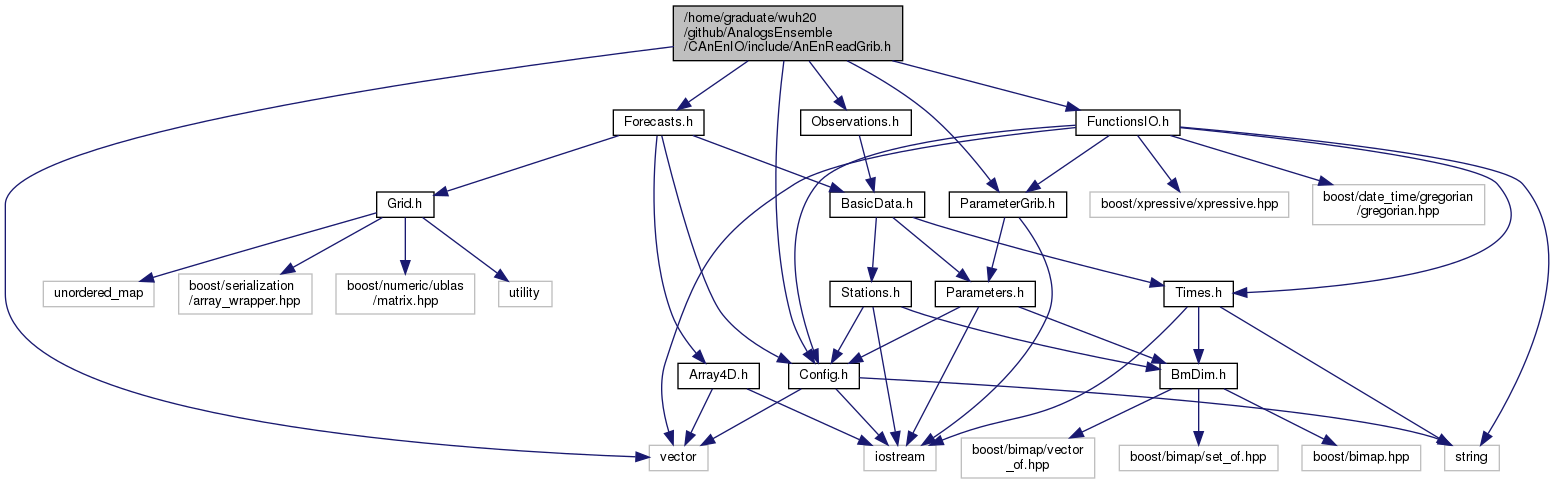 /home/graduate/wuh20
/github/AnalogsEnsemble
/CAnEnIO/include/AnEnReadGrib.h
Forecasts.h
Observations.h
FunctionsIO.h
Grid.h
BasicData.h
ParameterGrib.h
boost/xpressive/xpressive.hpp
boost/date_time/gregorian
/gregorian.hpp
unordered_map
boost/serialization
/array_wrapper.hpp
boost/numeric/ublas
/matrix.hpp
utility
Stations.h
Parameters.h
Times.h
Array4D.h
Config.h
BmDim.h
vector
iostream
boost/bimap/vector
_of.hpp
boost/bimap/set_of.hpp
boost/bimap.hpp
string